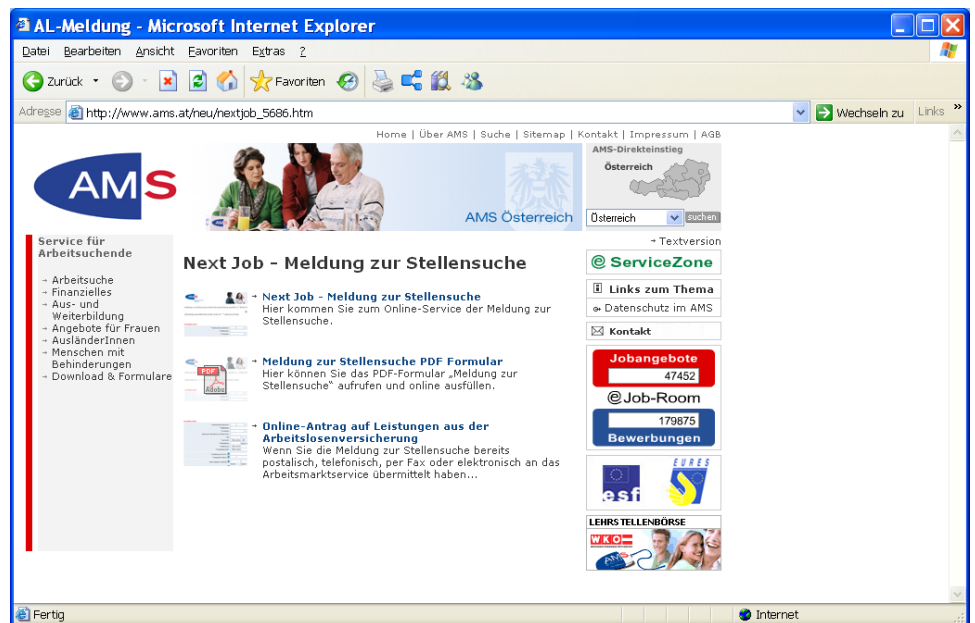 AL-Meldung - Microsoft Internet Explorer
Datei Bearbeiten Ansicht Favoriten Extras ?
Zurück Favoriten
Adresse http://www.ams.at/neu/nextjob_5686.htm Wechseln zu Links »
Home | Über AMS | Suche | Sitemap | Kontakt | Impressum | AGB
AMS
AMS Österreich
AMS-Direkteinstieg
Österreich
Österreich suchen
→ Textversion
Service für
Arbeitsuchende
→ Arbeitsuche
→ Finanzielles
→ Aus- und
Weiterbildung
→ Angebote für Frauen
→ AusländerInnen
→ Menschen mit
Behinderungen
→ Download & Formulare
Next Job - Meldung zur Stellensuche
→ Next Job - Meldung zur Stellensuche
Hier kommen Sie zum Online-Service der Meldung zur
Stellensuche.
PDF
Adobe
→ Meldung zur Stellensuche PDF Formular
Hier können Sie das PDF-Formular „Meldung zur
Stellensuche“ aufrufen und online ausfüllen.
→ Online-Antrag auf Leistungen aus der
Arbeitslosenversicherung
Wenn Sie die Meldung zur Stellensuche bereits
postalisch, telefonisch, per Fax oder elektronisch an das
Arbeitsmarktservice übermittelt haben...
@ ServiceZone
Links zum Thema
Datenschutz im AMS
Kontakt
Jobangebote
47452
@Job-Room
179875
Bewerbungen
esf
EURES
LEHRSTELLENBÖRSE
WKO
AMS
Fertig Internet